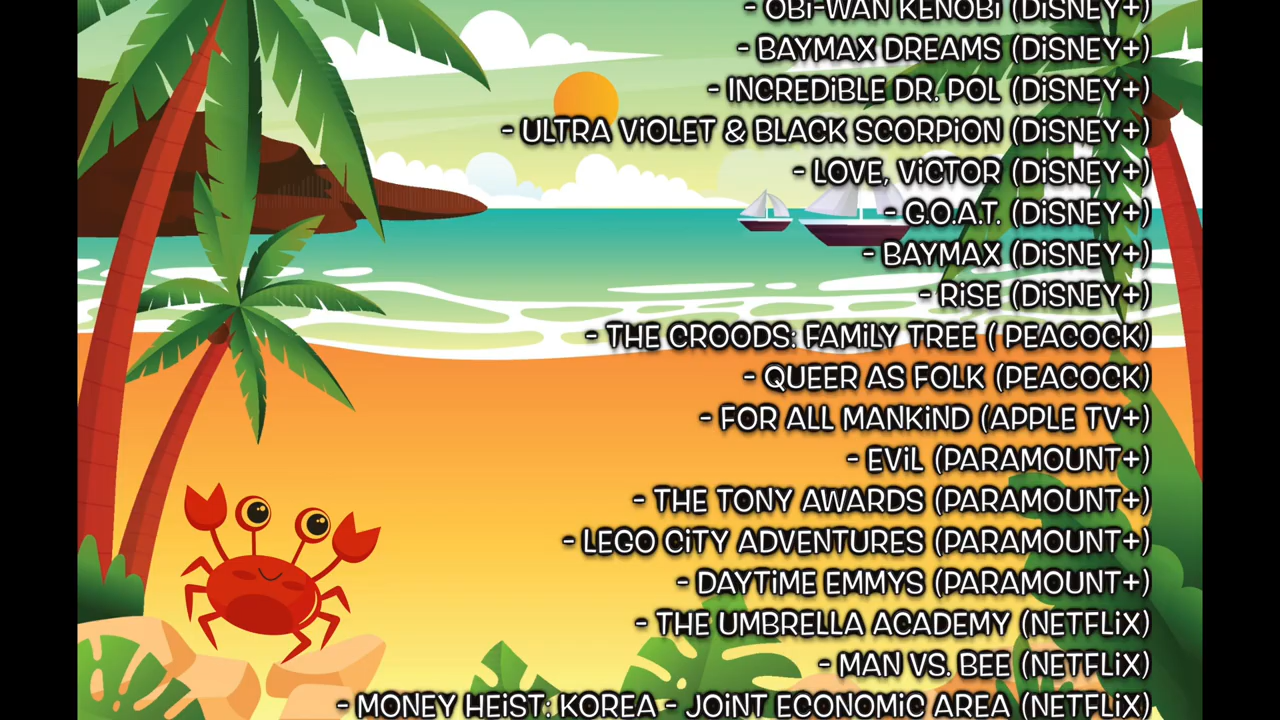 - OBi-WAN KENOBi (DiSNEY+)
- BAYMAX DREAMS (DiSNEY+)
- INCREDiBLE DR. POL (DiSNEY+)
- ULTRA ViOLET & BLACK SCORPiON (DiSNEY+)
- LOVE, ViCTOR (DiSNEY+)
- G.O.A.T. (DiSNEY+)
- BAYMAX (DiSNEY+)
- RiSE (DiSNEY+)
- THE CROODS: FAMiLY TREE ( PEACOCK)
- QUEER AS FOLK (PEACOCK)
- FOR ALL MANKiND (APPLE TV+)
- EViL (PARAMOUNT+)
- THE TONY AWARDS (PARAMOUNT+)
- LEGO CiTY ADVENTURES (PARAMOUNT+)
- DAYTiME EMMYS (PARAMOUNT+)
- THE UMBRELLA ACADEMY (NETFLiX)
- MAN VS. BEE (NETFLiX)
- MONEY HEiST: KOREA - JOiNT ECONOMiC AREA (NETFLiX)